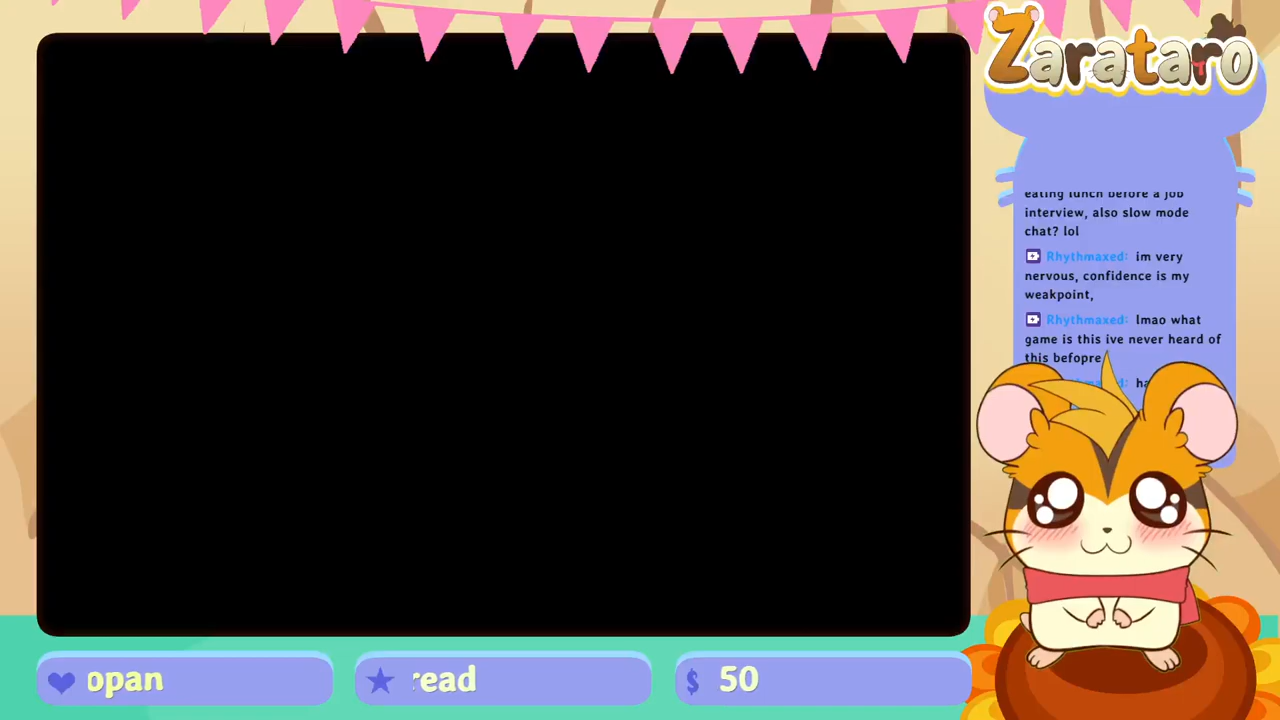 Zarataro
eating lunch before a job
interview, also slow mode
chat? lol
Rhythmaxed: im very
nervous, confidence is my
weakpoint,
Rhythmaxed: lmao what
game is this ive never heard of
this befopre
opan
read
$ 50